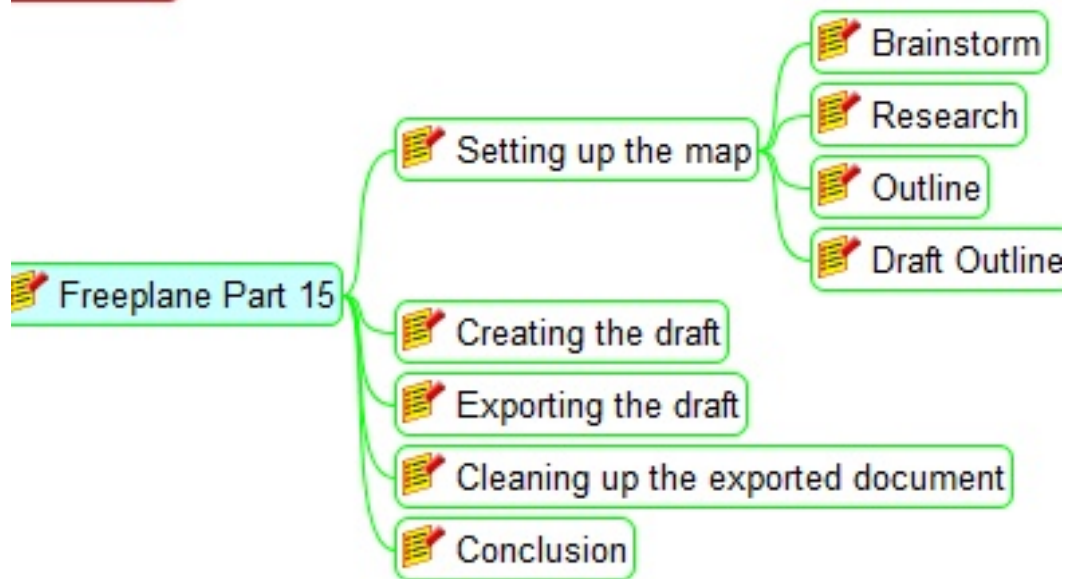 Brainstorm
Research
Setting up the map
Outline
Draft Outline
Freeplane Part 15
Creating the draft
Exporting the draft
Cleaning up the exported document
Conclusion